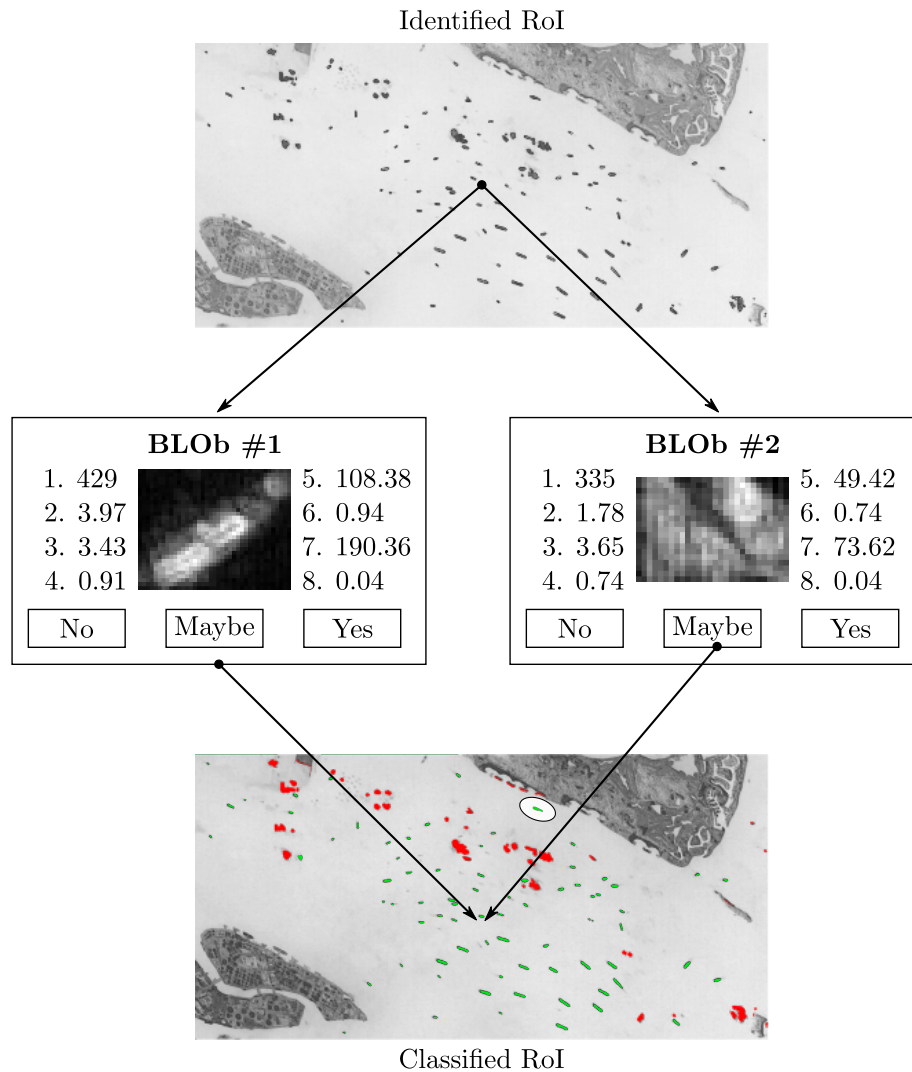 Identified RoI
BLOb #1
1. 429
2. 3.97
3. 3.43
4. 0.91
5. 108.38
6. 0.94
7. 190.36
8. 0.04
No
Maybe
Yes
BLOb #2
1. 335
2. 1.78
3. 3.65
4. 0.74
5. 49.42
6. 0.74
7. 73.62
8. 0.04
No
Maybe
Yes
Classified RoI